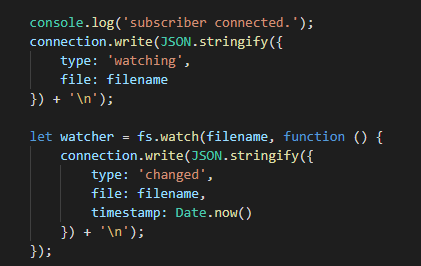 console.log('subscriber connected.');
connection.write(JSON.stringify({
    type: 'watching',
    file: filename
}) + '\n');

let watcher = fs.watch(filename, function () {
    connection.write(JSON.stringify({
        type: 'changed',
        file: filename,
        timestamp: Date.now()
    }) + '\n');
});